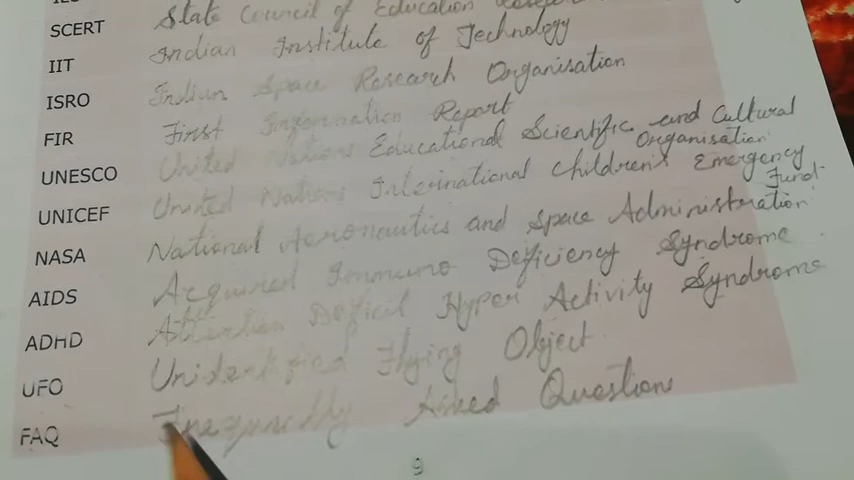 SCERT State Council of Education
IIT Indian Institute of Technology
ISRO Indian Space Research Organisation
FIR First Information Report
UNESCO United Nations Educational Scientific and Cultural Organisation
UNICEF United Nations International Children's Emergency Fund
NASA National Aeronautics and Space Administration
AIDS Acquired Immuno Deficiency Syndrome
ADHD Attention Deficit Hyper Activity Syndrome
UFO Unidentified Flying Object
FAQ Asked Question
9